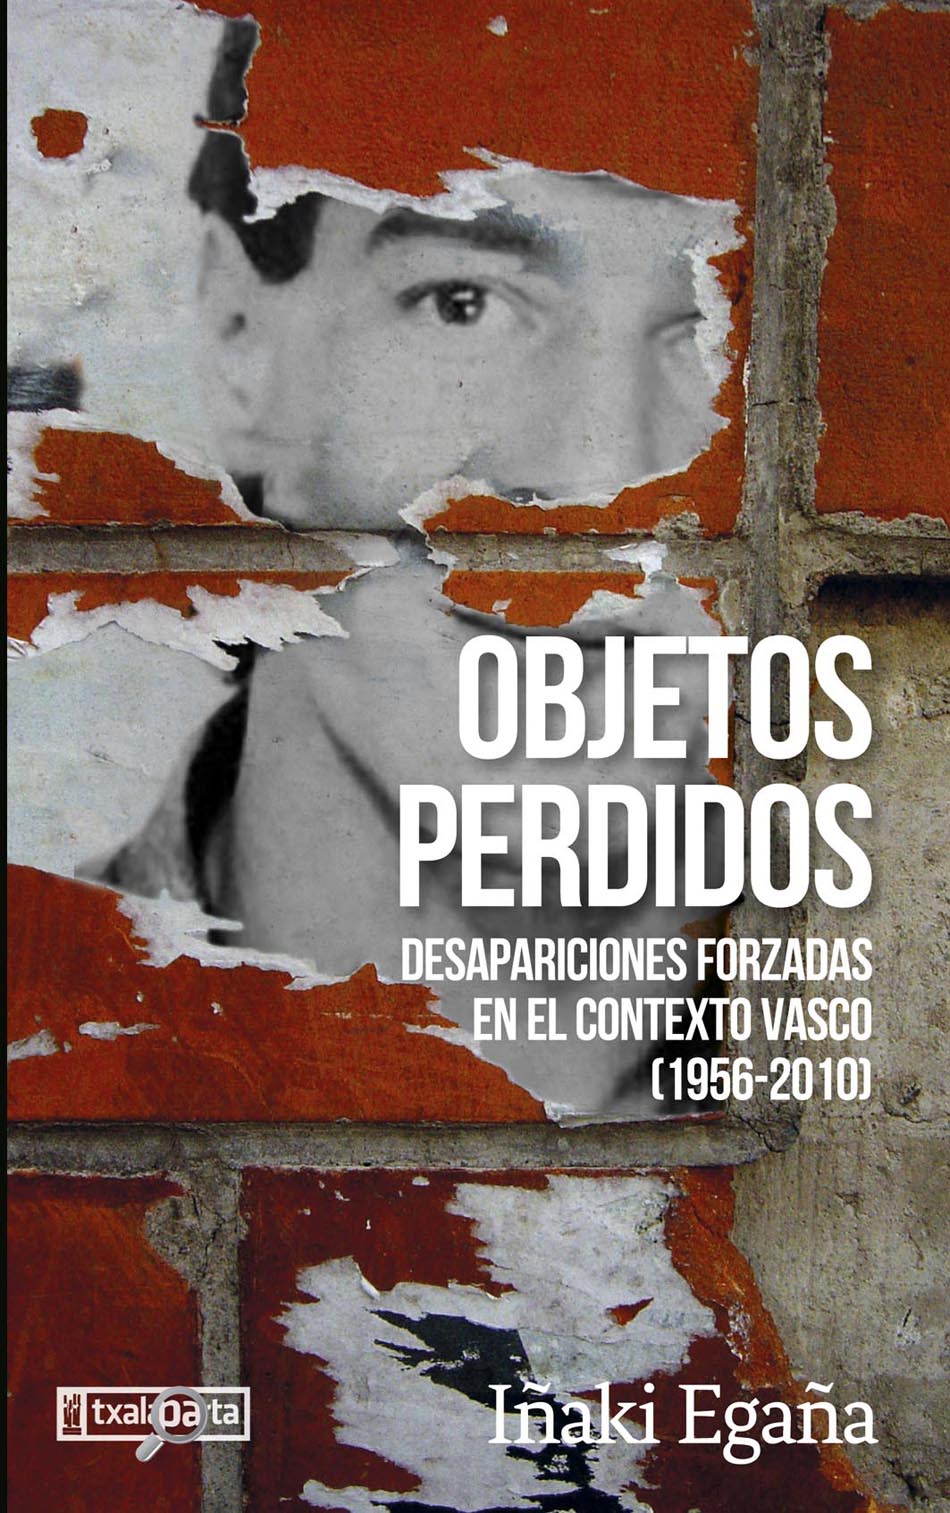 OBJETOS
PERDIDOS
DESAPARICIONES FORZADAS
EN EL CONTEXTO VASCO
(1956-2010)
txalaparta
Iñaki Egaña